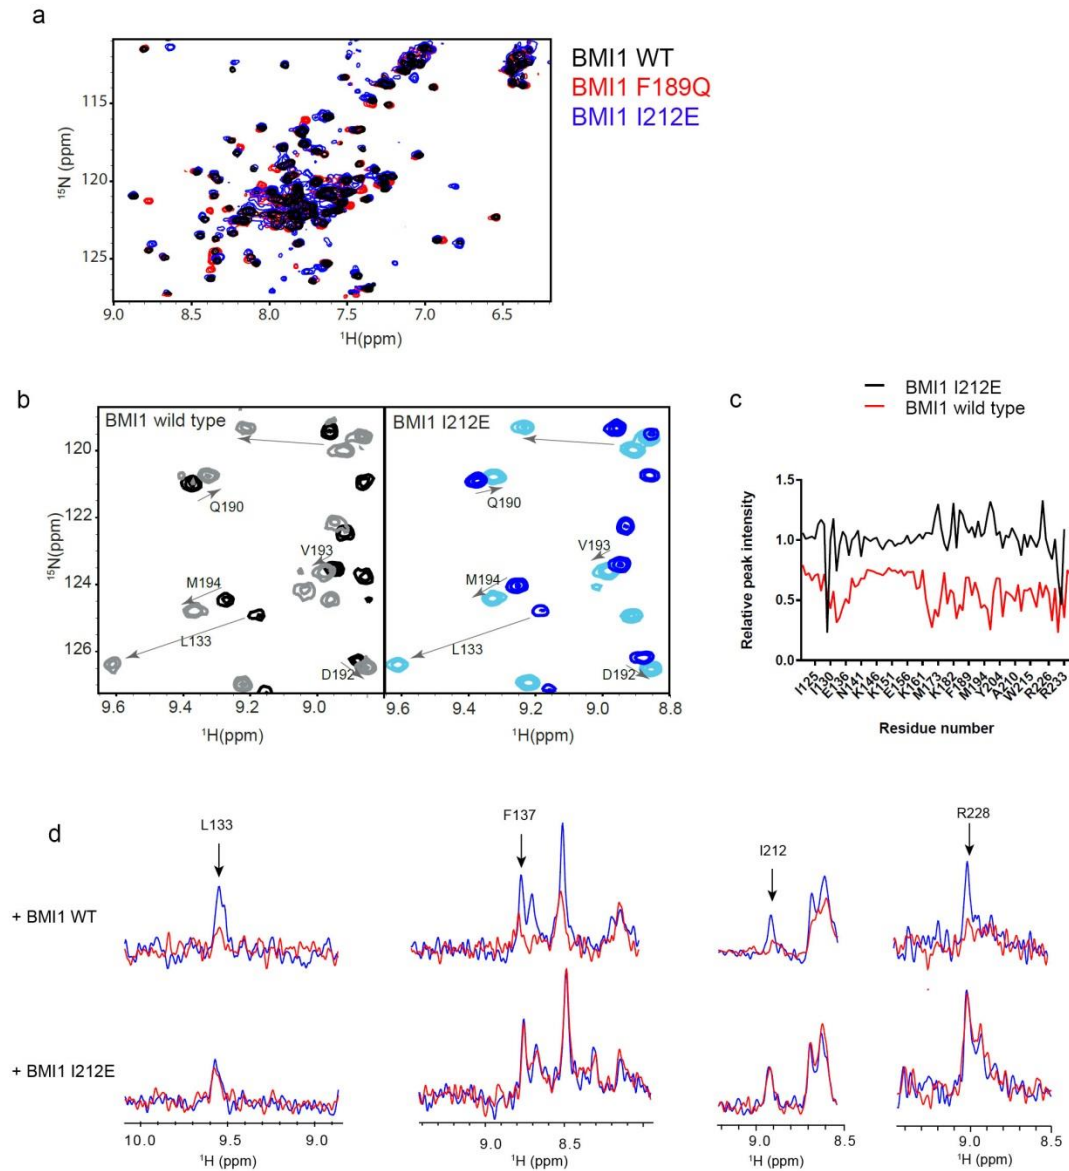 a
BMI1 WT
BMI1 F189Q
BMI1 I212E
115
120
125
¹⁵N (ppm)
9.0 8.5 8.0 7.5 7.0 6.5
¹H(ppm)
b
BMI1 wild type
BMI1 I212E
120
122
124
126
¹⁵N(ppm)
Q190
V193
M194
L133
D192
Q190
V193
M194
L133
D192
9.6 9.4 9.2 9.0
9.6 9.4 9.2 9.0 8.8
¹H(ppm)
¹H(ppm)
c
BMI1 I212E
BMI1 wild type
Relative peak intensity
1.5
1.0
0.5
0.0
I125 I130 E136 N141 K146 K151 E156 K161 M173 K182 F189 M194 Y204 A210 W215 R226 R233
Residue number
d
L133
F137
I212
R228
+ BMI1 WT
+ BMI1 I212E
10.0 9.5 9.0
9.0 8.5
9.0 8.5
9.0 8.5
¹H (ppm)
¹H (ppm)
¹H (ppm)
¹H (ppm)